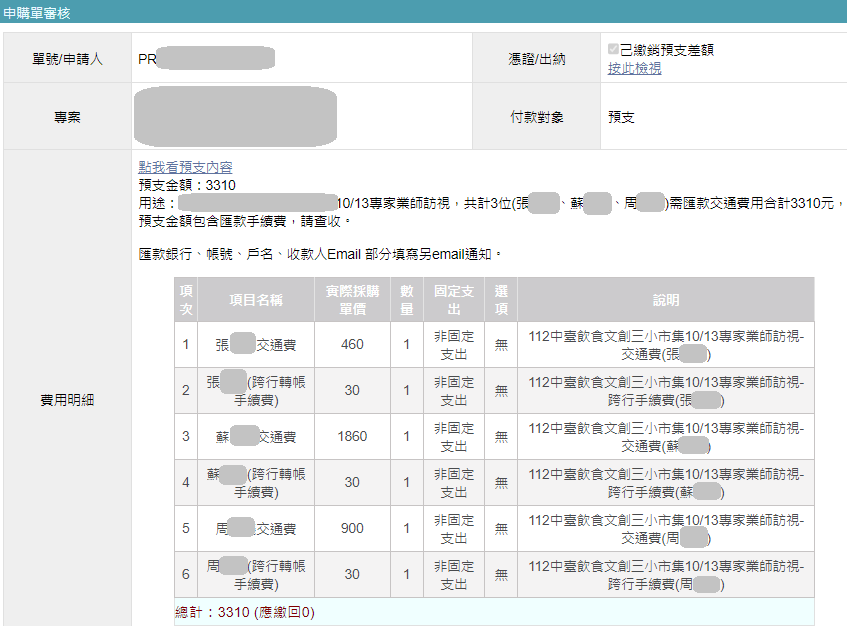 申購單審核
單號/申請人
PR
憑證/出納
已繳銷預支差額
按此檢視
專案
付款對象
預支
費用明細
點我看預支內容
預支金額：3310
用途： 10/13專家業師訪視，共計3位(張 、蘇 、周 )需匯款交通費用合計3310元，
預支金額包含匯款手續費，請查收。
匯款銀行、帳號、戶名、收款人Email 部分填寫另email通知。
項次 項目名稱 實際採購單價 數量 固定支出 選項 說明
1 張 交通費 460 1 非固定支出 無 112中臺飲食文創三小市集10/13專家業師訪視-交通費(張 )
2 張 (跨行轉帳手續費) 30 1 非固定支出 無 112中臺飲食文創三小市集10/13專家業師訪視-跨行手續費(張 )
3 蘇 交通費 1860 1 非固定支出 無 112中臺飲食文創三小市集10/13專家業師訪視-交通費(蘇 )
4 蘇 (跨行轉帳手續費) 30 1 非固定支出 無 112中臺飲食文創三小市集10/13專家業師訪視-跨行手續費(蘇 )
5 周 交通費 900 1 非固定支出 無 112中臺飲食文創三小市集10/13專家業師訪視-交通費(周 )
6 周 (跨行轉帳手續費) 30 1 非固定支出 無 112中臺飲食文創三小市集10/13專家業師訪視-跨行手續費(周 )
總計：3310 (應繳回0)